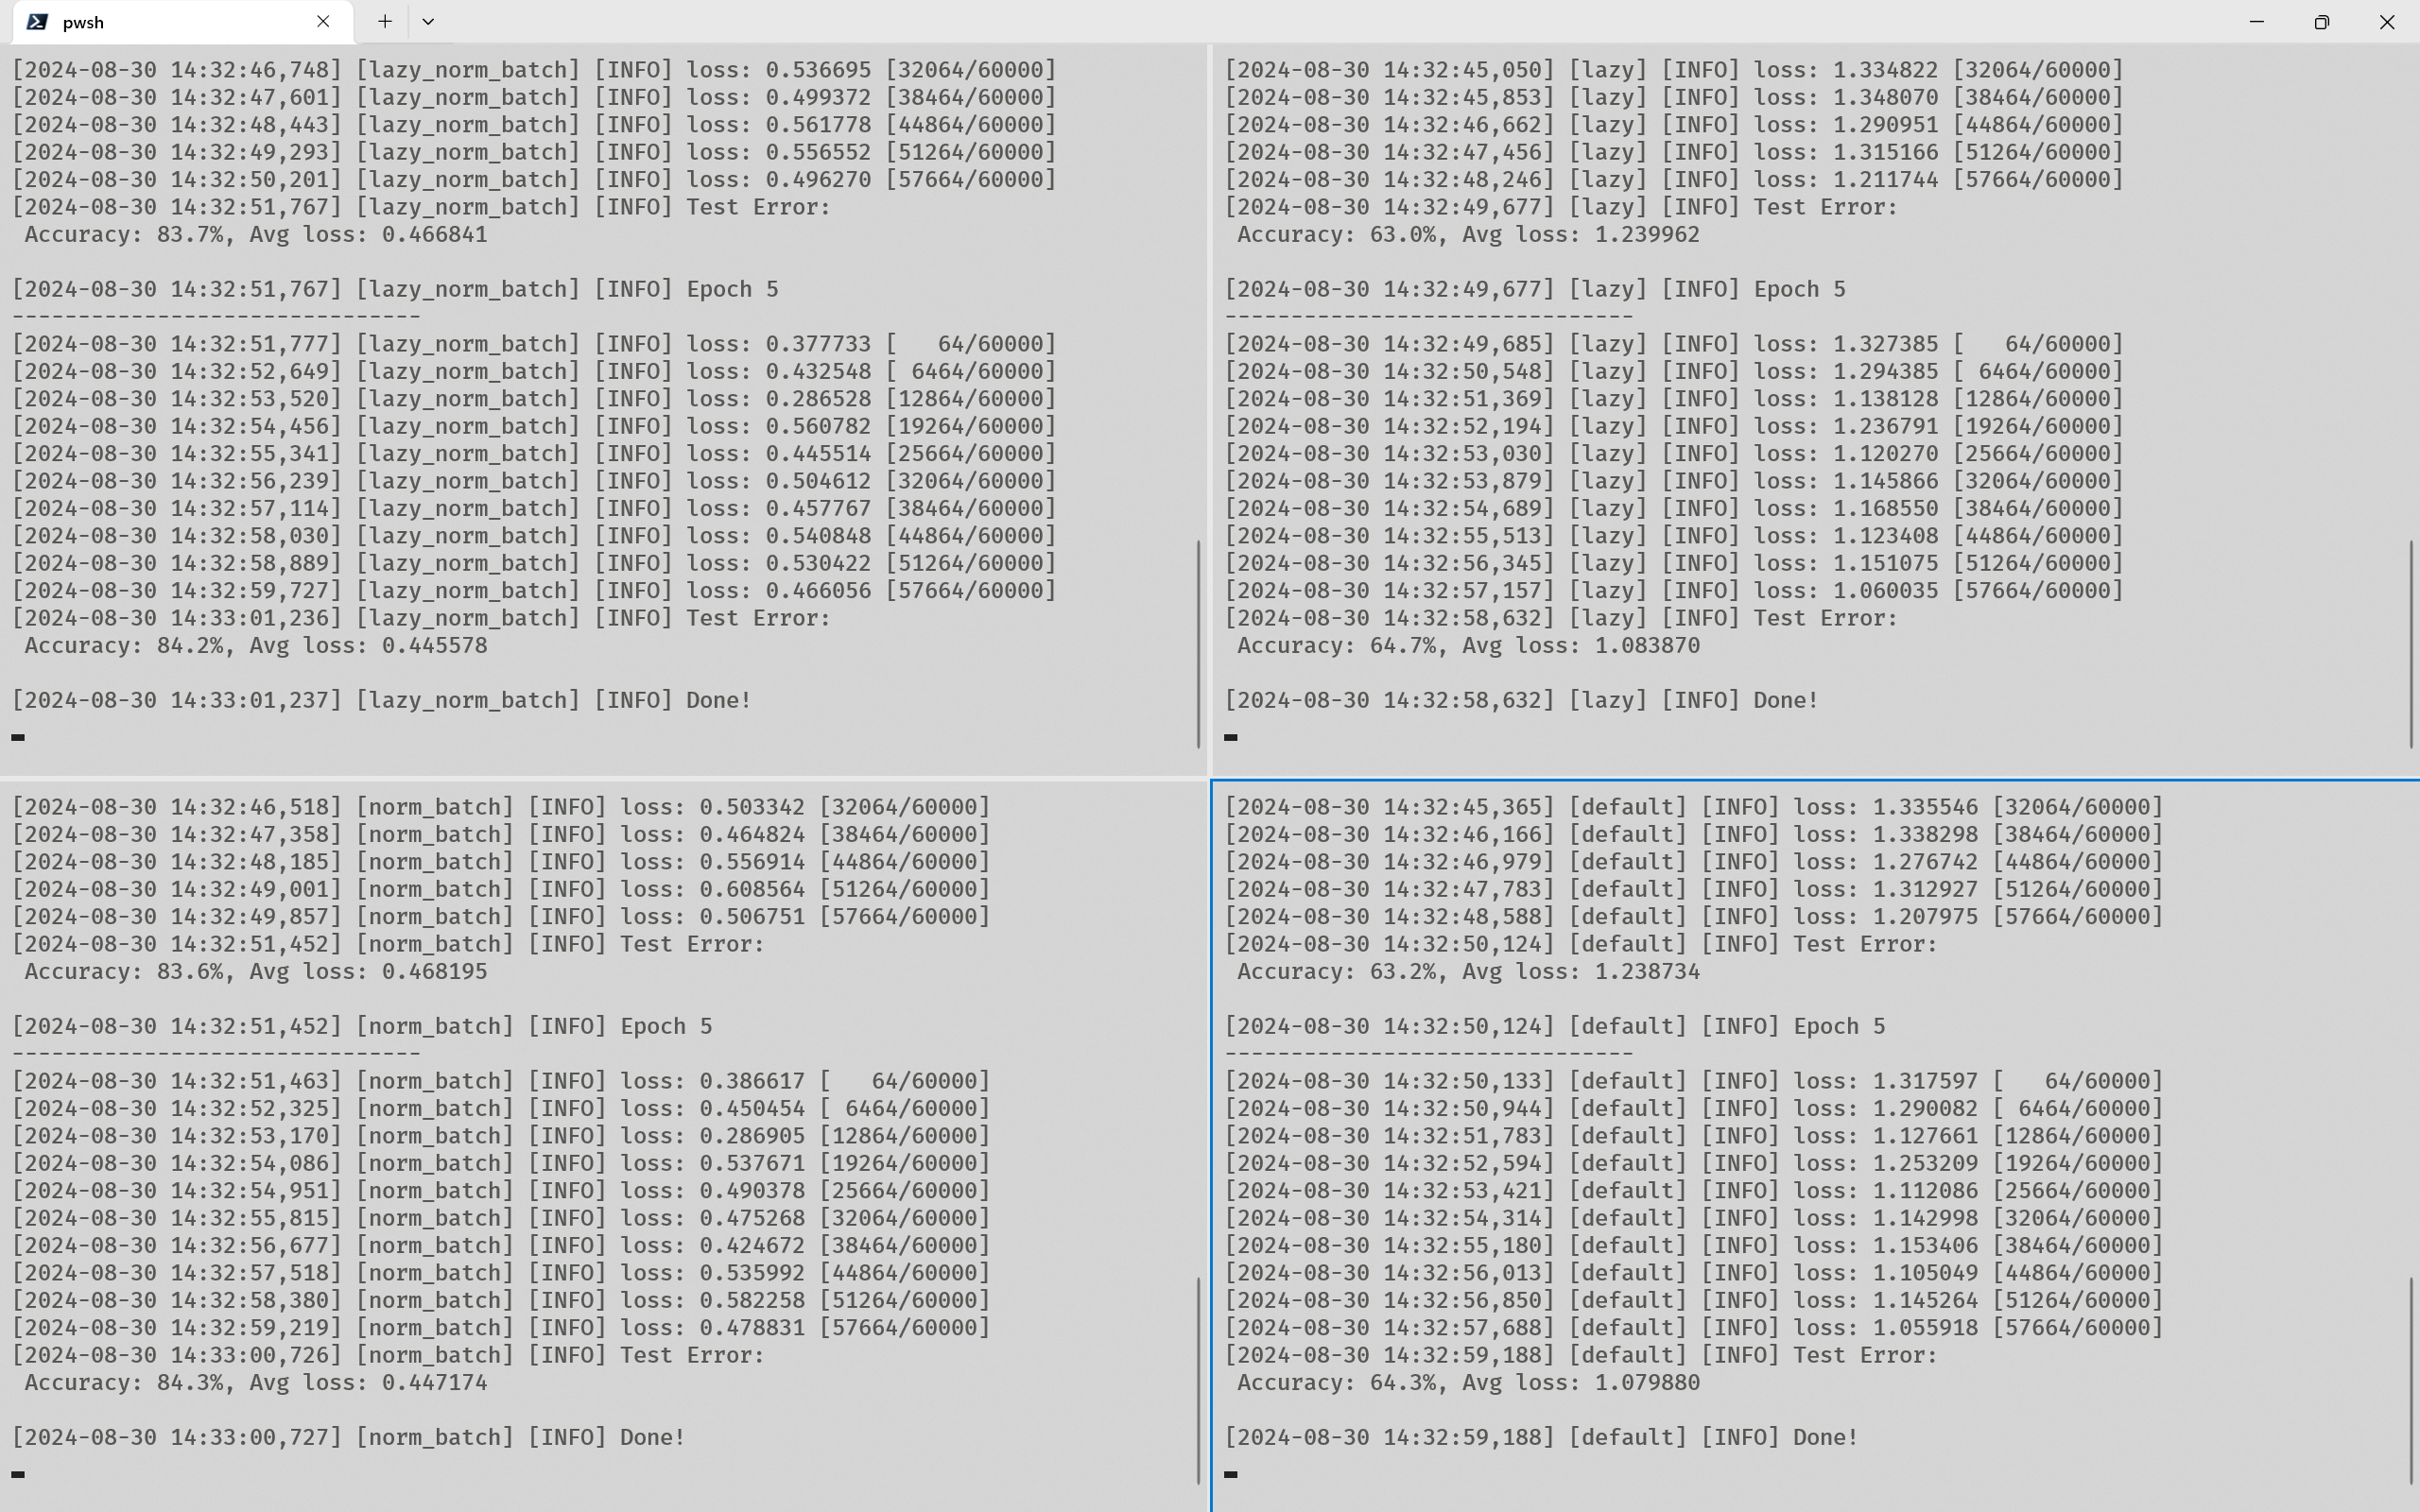 pwsh
[2024-08-30 14:32:46,748] [lazy_norm_batch] [INFO] loss: 0.536695 [32064/60000]
[2024-08-30 14:32:47,601] [lazy_norm_batch] [INFO] loss: 0.499372 [38464/60000]
[2024-08-30 14:32:48,443] [lazy_norm_batch] [INFO] loss: 0.561778 [44864/60000]
[2024-08-30 14:32:49,293] [lazy_norm_batch] [INFO] loss: 0.556552 [51264/60000]
[2024-08-30 14:32:50,201] [lazy_norm_batch] [INFO] loss: 0.496270 [57664/60000]
[2024-08-30 14:32:51,767] [lazy_norm_batch] [INFO] Test Error:
 Accuracy: 83.7%, Avg loss: 0.466841

[2024-08-30 14:32:51,767] [lazy_norm_batch] [INFO] Epoch 5
-------------------------------
[2024-08-30 14:32:51,777] [lazy_norm_batch] [INFO] loss: 0.377733 [   64/60000]
[2024-08-30 14:32:52,649] [lazy_norm_batch] [INFO] loss: 0.432548 [ 6464/60000]
[2024-08-30 14:32:53,520] [lazy_norm_batch] [INFO] loss: 0.286528 [12864/60000]
[2024-08-30 14:32:54,456] [lazy_norm_batch] [INFO] loss: 0.560782 [19264/60000]
[2024-08-30 14:32:55,341] [lazy_norm_batch] [INFO] loss: 0.445514 [25664/60000]
[2024-08-30 14:32:56,239] [lazy_norm_batch] [INFO] loss: 0.504612 [32064/60000]
[2024-08-30 14:32:57,114] [lazy_norm_batch] [INFO] loss: 0.457767 [38464/60000]
[2024-08-30 14:32:58,030] [lazy_norm_batch] [INFO] loss: 0.540848 [44864/60000]
[2024-08-30 14:32:58,889] [lazy_norm_batch] [INFO] loss: 0.530422 [51264/60000]
[2024-08-30 14:32:59,727] [lazy_norm_batch] [INFO] loss: 0.466056 [57664/60000]
[2024-08-30 14:33:01,236] [lazy_norm_batch] [INFO] Test Error:
 Accuracy: 84.2%, Avg loss: 0.445578

[2024-08-30 14:33:01,237] [lazy_norm_batch] [INFO] Done!
[2024-08-30 14:32:45,050] [lazy] [INFO] loss: 1.334822 [32064/60000]
[2024-08-30 14:32:45,853] [lazy] [INFO] loss: 1.348070 [38464/60000]
[2024-08-30 14:32:46,662] [lazy] [INFO] loss: 1.290951 [44864/60000]
[2024-08-30 14:32:47,456] [lazy] [INFO] loss: 1.315166 [51264/60000]
[2024-08-30 14:32:48,246] [lazy] [INFO] loss: 1.211744 [57664/60000]
[2024-08-30 14:32:49,677] [lazy] [INFO] Test Error:
 Accuracy: 63.0%, Avg loss: 1.239962

[2024-08-30 14:32:49,677] [lazy] [INFO] Epoch 5
-------------------------------
[2024-08-30 14:32:49,685] [lazy] [INFO] loss: 1.327385 [   64/60000]
[2024-08-30 14:32:50,548] [lazy] [INFO] loss: 1.294385 [ 6464/60000]
[2024-08-30 14:32:51,369] [lazy] [INFO] loss: 1.138128 [12864/60000]
[2024-08-30 14:32:52,194] [lazy] [INFO] loss: 1.236791 [19264/60000]
[2024-08-30 14:32:53,030] [lazy] [INFO] loss: 1.120270 [25664/60000]
[2024-08-30 14:32:53,879] [lazy] [INFO] loss: 1.145866 [32064/60000]
[2024-08-30 14:32:54,689] [lazy] [INFO] loss: 1.168550 [38464/60000]
[2024-08-30 14:32:55,513] [lazy] [INFO] loss: 1.123408 [44864/60000]
[2024-08-30 14:32:56,345] [lazy] [INFO] loss: 1.151075 [51264/60000]
[2024-08-30 14:32:57,157] [lazy] [INFO] loss: 1.060035 [57664/60000]
[2024-08-30 14:32:58,632] [lazy] [INFO] Test Error:
 Accuracy: 64.7%, Avg loss: 1.083870

[2024-08-30 14:32:58,632] [lazy] [INFO] Done!
[2024-08-30 14:32:46,518] [norm_batch] [INFO] loss: 0.503342 [32064/60000]
[2024-08-30 14:32:47,358] [norm_batch] [INFO] loss: 0.464824 [38464/60000]
[2024-08-30 14:32:48,185] [norm_batch] [INFO] loss: 0.556914 [44864/60000]
[2024-08-30 14:32:49,001] [norm_batch] [INFO] loss: 0.608564 [51264/60000]
[2024-08-30 14:32:49,857] [norm_batch] [INFO] loss: 0.506751 [57664/60000]
[2024-08-30 14:32:51,452] [norm_batch] [INFO] Test Error:
 Accuracy: 83.6%, Avg loss: 0.468195

[2024-08-30 14:32:51,452] [norm_batch] [INFO] Epoch 5
-------------------------------
[2024-08-30 14:32:51,463] [norm_batch] [INFO] loss: 0.386617 [   64/60000]
[2024-08-30 14:32:52,325] [norm_batch] [INFO] loss: 0.450454 [ 6464/60000]
[2024-08-30 14:32:53,170] [norm_batch] [INFO] loss: 0.286905 [12864/60000]
[2024-08-30 14:32:54,086] [norm_batch] [INFO] loss: 0.537671 [19264/60000]
[2024-08-30 14:32:54,951] [norm_batch] [INFO] loss: 0.490378 [25664/60000]
[2024-08-30 14:32:55,815] [norm_batch] [INFO] loss: 0.475268 [32064/60000]
[2024-08-30 14:32:56,677] [norm_batch] [INFO] loss: 0.424672 [38464/60000]
[2024-08-30 14:32:57,518] [norm_batch] [INFO] loss: 0.535992 [44864/60000]
[2024-08-30 14:32:58,380] [norm_batch] [INFO] loss: 0.582258 [51264/60000]
[2024-08-30 14:32:59,219] [norm_batch] [INFO] loss: 0.478831 [57664/60000]
[2024-08-30 14:33:00,726] [norm_batch] [INFO] Test Error:
 Accuracy: 84.3%, Avg loss: 0.447174

[2024-08-30 14:33:00,727] [norm_batch] [INFO] Done!
[2024-08-30 14:32:45,365] [default] [INFO] loss: 1.335546 [32064/60000]
[2024-08-30 14:32:46,166] [default] [INFO] loss: 1.338298 [38464/60000]
[2024-08-30 14:32:46,979] [default] [INFO] loss: 1.276742 [44864/60000]
[2024-08-30 14:32:47,783] [default] [INFO] loss: 1.312927 [51264/60000]
[2024-08-30 14:32:48,588] [default] [INFO] loss: 1.207975 [57664/60000]
[2024-08-30 14:32:50,124] [default] [INFO] Test Error:
 Accuracy: 63.2%, Avg loss: 1.238734

[2024-08-30 14:32:50,124] [default] [INFO] Epoch 5
-------------------------------
[2024-08-30 14:32:50,133] [default] [INFO] loss: 1.317597 [   64/60000]
[2024-08-30 14:32:50,944] [default] [INFO] loss: 1.290082 [ 6464/60000]
[2024-08-30 14:32:51,783] [default] [INFO] loss: 1.127661 [12864/60000]
[2024-08-30 14:32:52,594] [default] [INFO] loss: 1.253209 [19264/60000]
[2024-08-30 14:32:53,421] [default] [INFO] loss: 1.112086 [25664/60000]
[2024-08-30 14:32:54,314] [default] [INFO] loss: 1.142998 [32064/60000]
[2024-08-30 14:32:55,180] [default] [INFO] loss: 1.153406 [38464/60000]
[2024-08-30 14:32:56,013] [default] [INFO] loss: 1.105049 [44864/60000]
[2024-08-30 14:32:56,850] [default] [INFO] loss: 1.145264 [51264/60000]
[2024-08-30 14:32:57,688] [default] [INFO] loss: 1.055918 [57664/60000]
[2024-08-30 14:32:59,188] [default] [INFO] Test Error:
 Accuracy: 64.3%, Avg loss: 1.079880

[2024-08-30 14:32:59,188] [default] [INFO] Done!